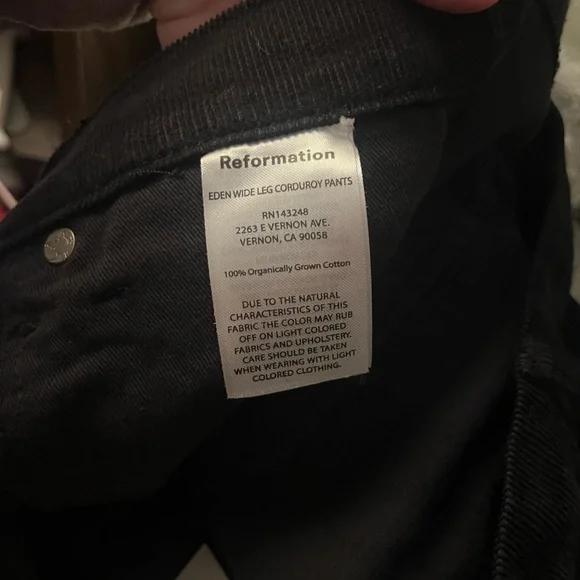 Reformation
EDEN WIDE LEG CORDUROY PANTS
RN143248
2263 E VERNON AVE.
VERNON, CA 90058
100% Organically Grown Cotton
DUE TO THE NATURAL
CHARACTERISTICS OF THIS
FABRIC THE COLOR MAY RUB
OFF ON LIGHT COLORED
FABRICS AND UPHOLSTERY.
CARE SHOULD BE TAKEN
WHEN WEARING WITH LIGHT
COLORED CLOTHING.